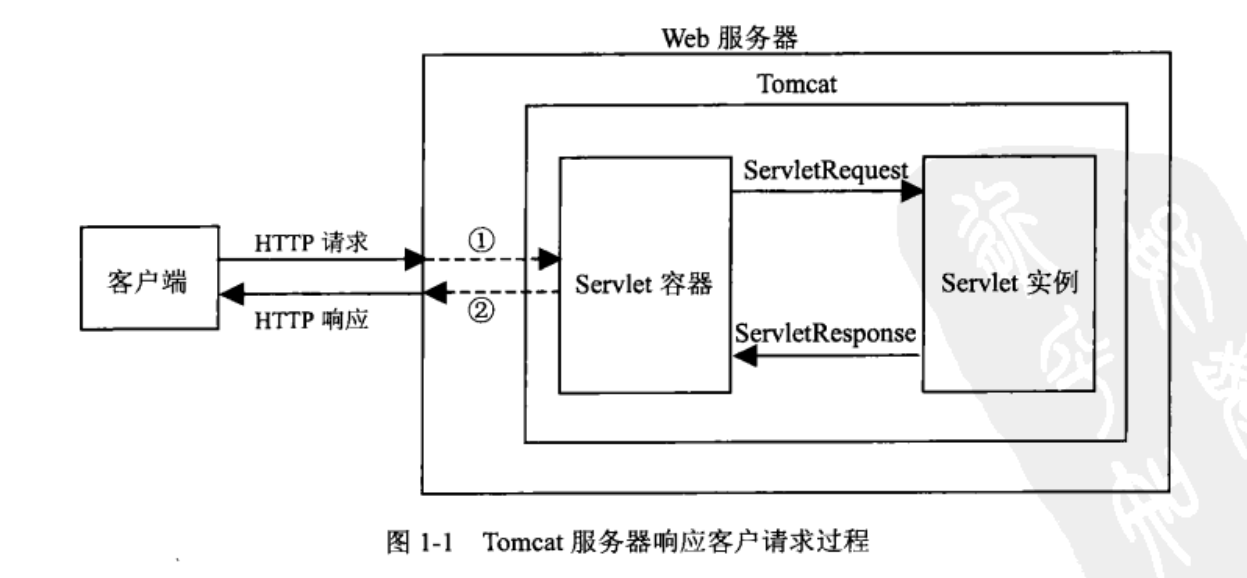 Web 服务器
Tomcat
ServletRequest
HTTP 请求
①
客户端
Servlet 容器
Servlet 实例
②
HTTP 响应
ServletResponse
图 1-1 Tomcat 服务器响应客户请求过程